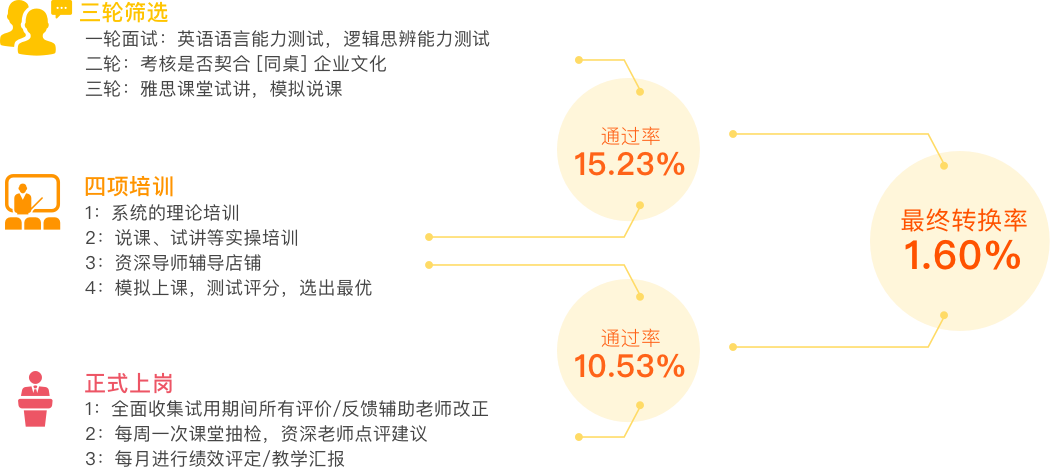 三轮筛选
一轮面试：英语语言能力测试，逻辑思辨能力测试
二轮：考核是否契合 [同桌] 企业文化
三轮：雅思课堂试讲，模拟说课
通过率
15.23%
四项培训
1：系统的理论培训
2：说课、试讲等实操培训
3：资深导师辅导店铺
4：模拟上课，测试评分，选出最优
最终转换率
1.60%
通过率
10.53%
正式上岗
1：全面收集试用期间所有评价/反馈辅助老师改正
2：每周一次课堂抽检，资深老师点评建议
3：每月进行绩效评定/教学汇报